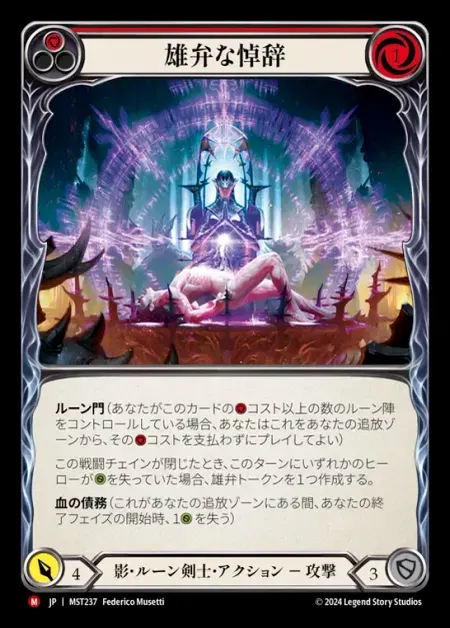 雄弁な悼辞
1
ルーン門(あなたがこのカードのコスト以上の数のルーン陣
をコントロールしている場合、あなたはこれをあなたの追放ゾ
ーンから、そのコストを支払わずにプレイしてよい)
この戦闘チェインが閉じたとき、このターンにいずれかのヒー
ローがを失っていた場合、雄弁トークンを1つ作成する。
血の債務(これがあなたの追放ゾーンにある間、あなたの終
了フェイズの開始時、1を失う)
4
影・ルーン剣士・アクション − 攻撃
3
M JP | MST237 Federico Musetti
© 2024 Legend Story Studios